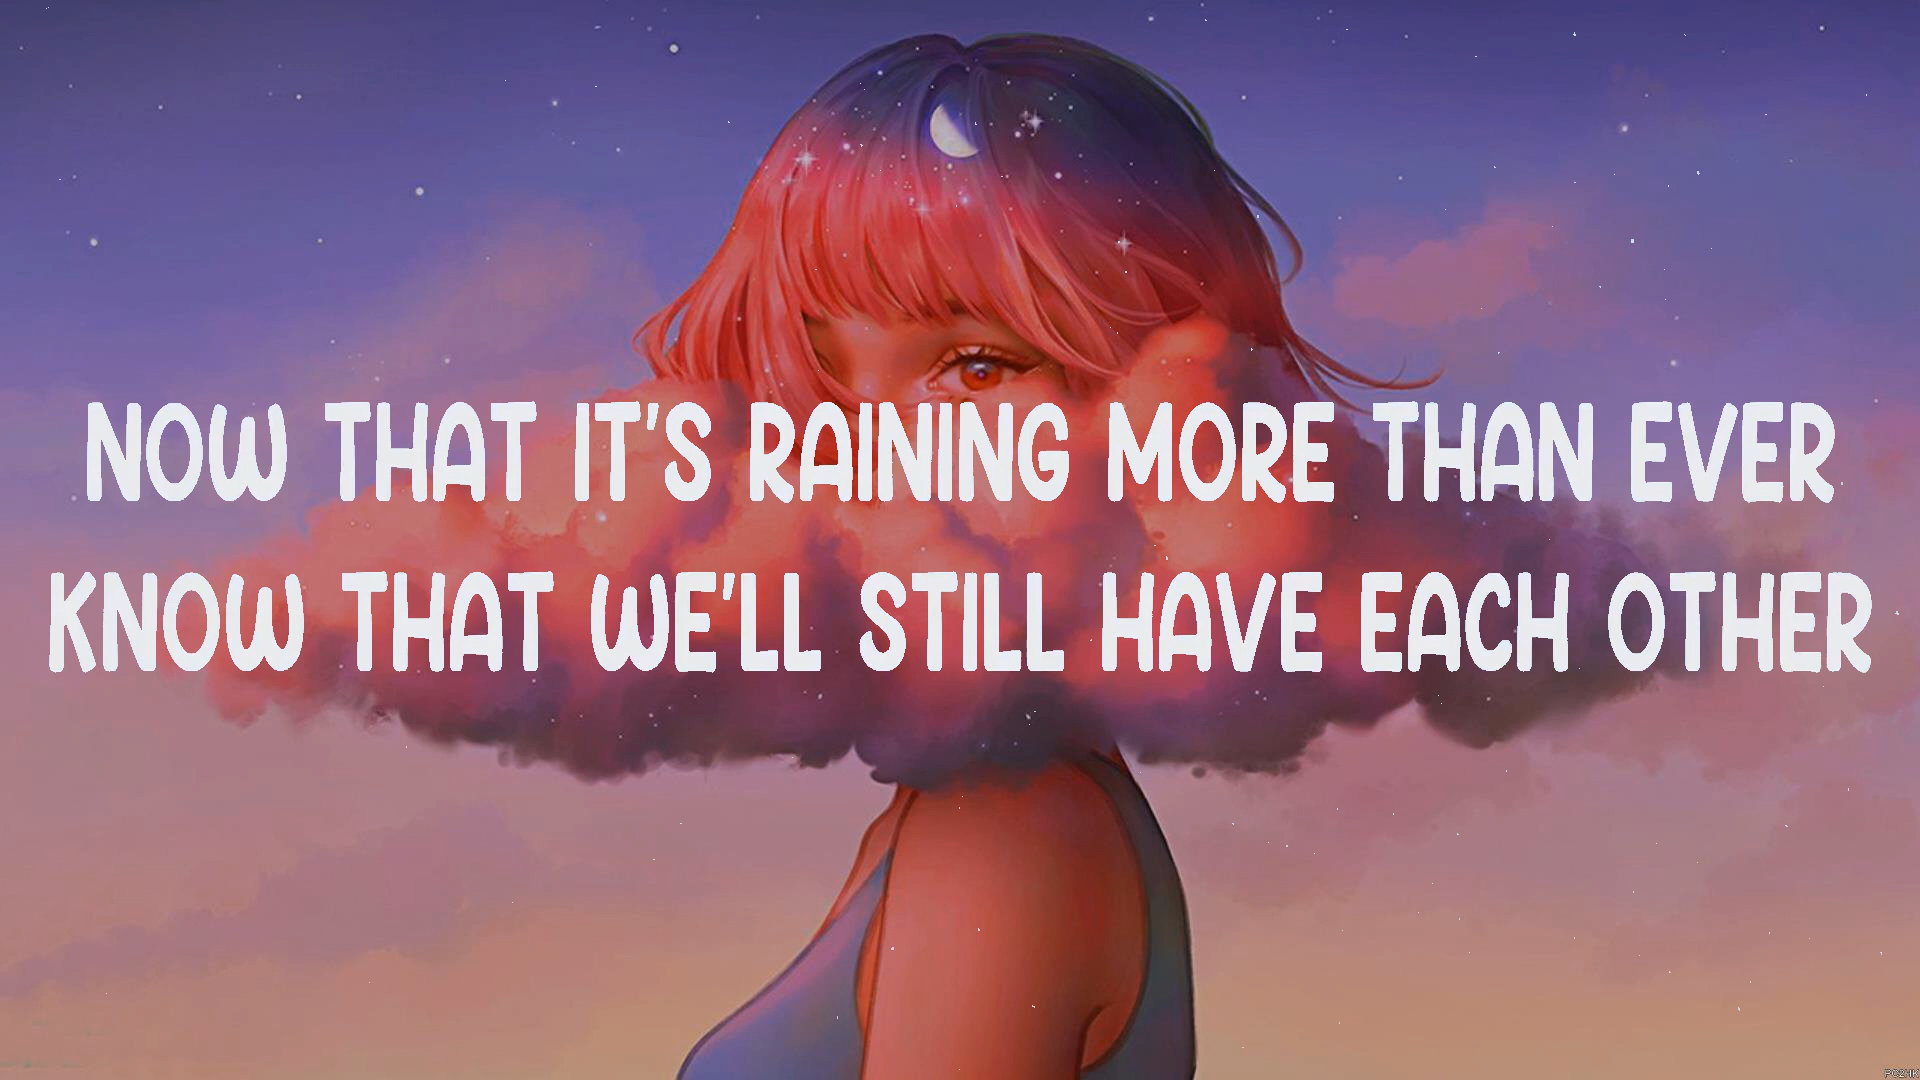 NOW THAT IT'S RAINING MORE THAN EVER
KNOW THAT WE'LL STILL HAVE EACH OTHER